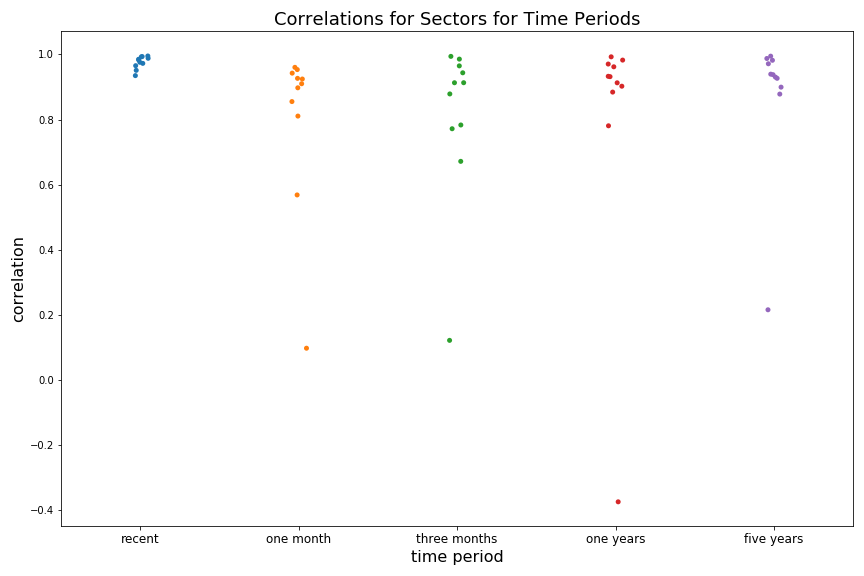 Correlations for Sectors for Time Periods
correlation
1.0
0.8
0.6
0.4
0.2
0.0
−0.2
−0.4
recent one month three months one years five years
time period